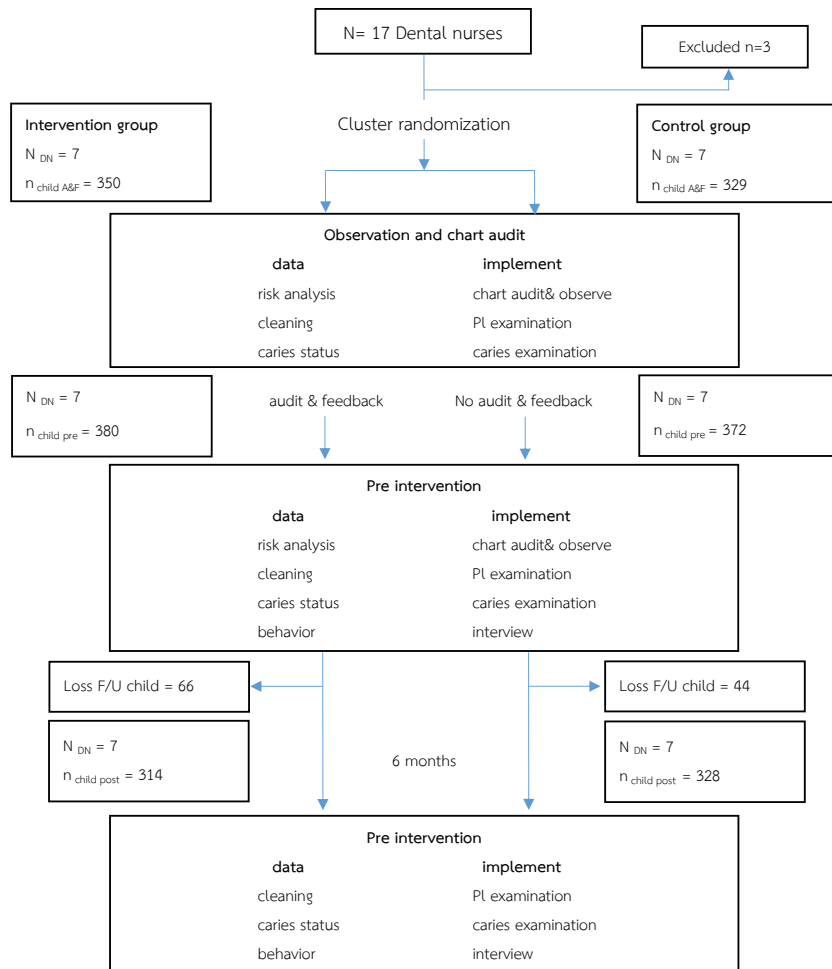 N= 17 Dental nurses
Excluded n=3
Cluster randomization
Intervention group
N DN = 7
n child A&F = 350
Control group
N DN = 7
n child A&F = 329
Observation and chart audit
data implement
risk analysis chart audit& observe
cleaning Pl examination
caries status caries examination
N DN = 7
n child pre = 380
audit & feedback
No audit & feedback
N DN = 7
n child pre = 372
Pre intervention
data implement
risk analysis chart audit& observe
cleaning Pl examination
caries status caries examination
behavior interview
Loss F/U child = 66
Loss F/U child = 44
N DN = 7
n child post = 314
6 months
N DN = 7
n child post = 328
Pre intervention
data implement
cleaning Pl examination
caries status caries examination
behavior interview